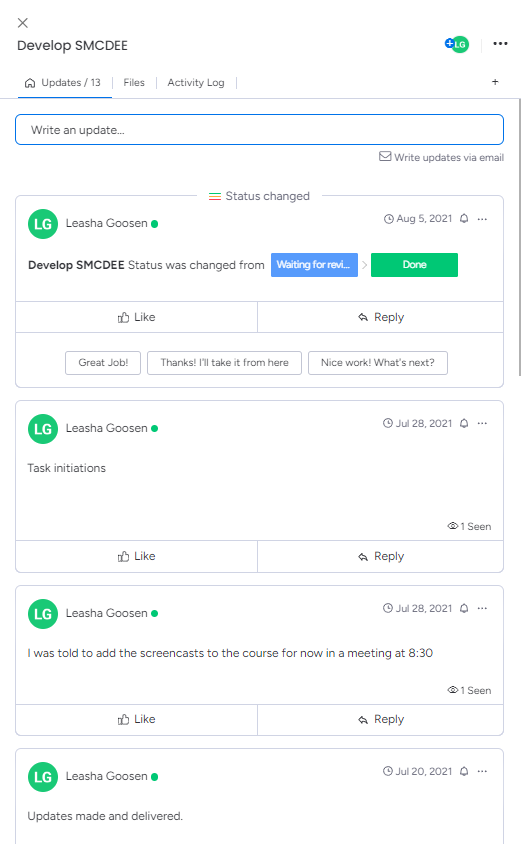 Develop SMCDEE
LG
Updates / 13
Files
Activity Log
+
Write an update...
Write updates via email
Status changed
LG
Leasha Goosen
Aug 5, 2021
Develop SMCDEE Status was changed from Waiting for revi... > Done
Like
Reply
Great Job!
Thanks! I'll take it from here
Nice work! What's next?
LG
Leasha Goosen
Jul 28, 2021
Task initiations
1 Seen
Like
Reply
LG
Leasha Goosen
Jul 28, 2021
I was told to add the screencasts to the course for now in a meeting at 8:30
1 Seen
Like
Reply
LG
Leasha Goosen
Jul 20, 2021
Updates made and delivered.